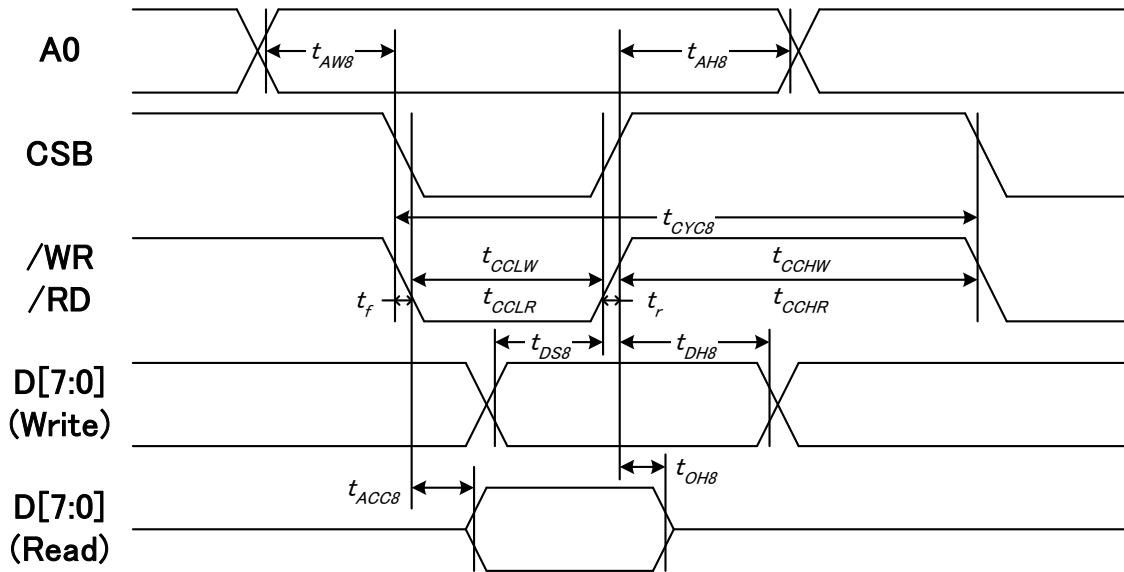 A0
t_AW8
t_AH8
CSB
t_CYC8
/WR
/RD
t_CCLW
t_CCHW
t_f
t_CCLR
t_r
t_CCHR
t_DS8
t_DH8
D[7:0]
(Write)
t_ACC8
t_OH8
D[7:0]
(Read)